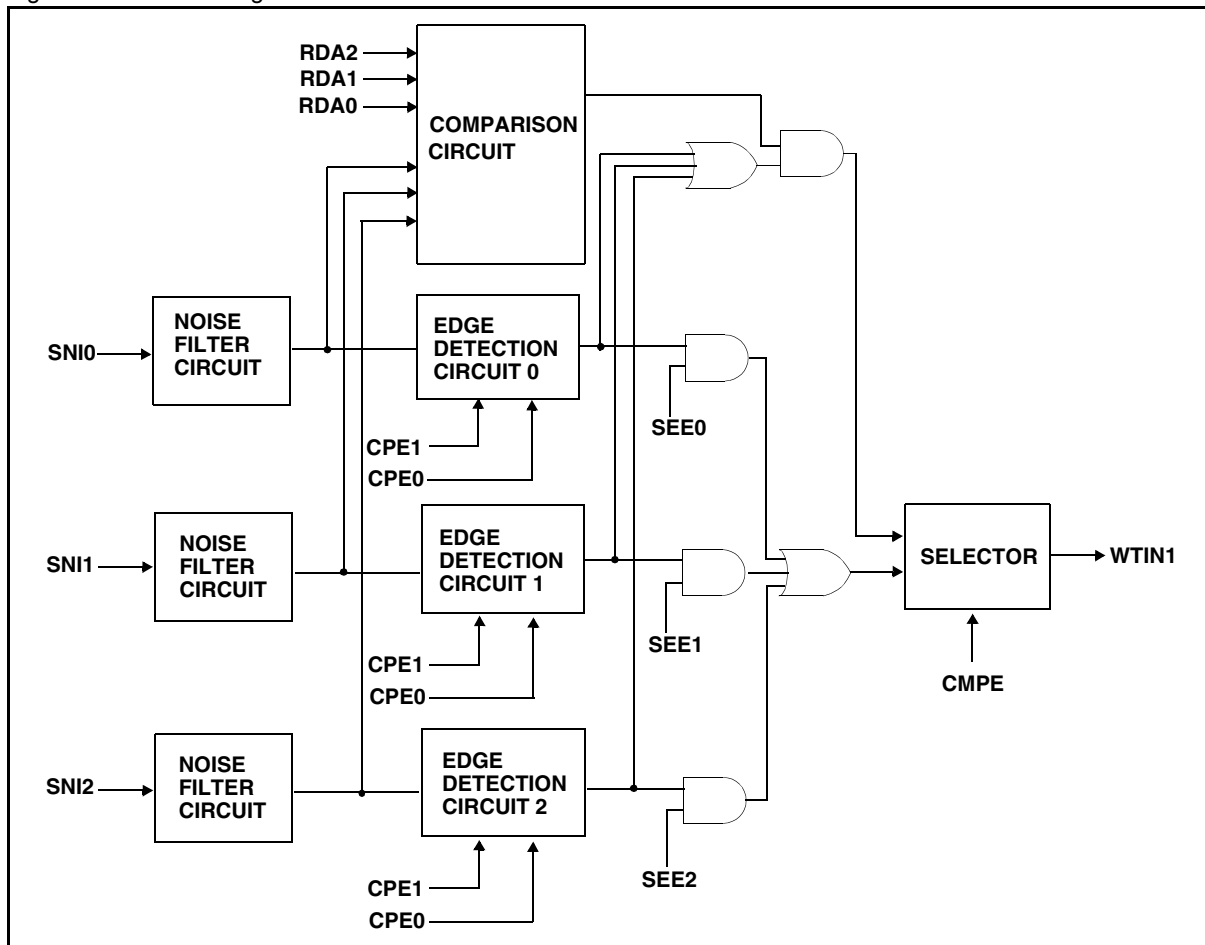 RDA2
RDA1
RDA0
COMPARISON
CIRCUIT
SNI0
NOISE
FILTER
CIRCUIT
EDGE
DETECTION
CIRCUIT 0
SEE0
CPE1
CPE0
SNI1
NOISE
FILTER
CIRCUIT
EDGE
DETECTION
CIRCUIT 1
SEE1
SELECTOR
WTIN1
CPE1
CPE0
CMPE
SNI2
NOISE
FILTER
CIRCUIT
EDGE
DETECTION
CIRCUIT 2
SEE2
CPE1
CPE0